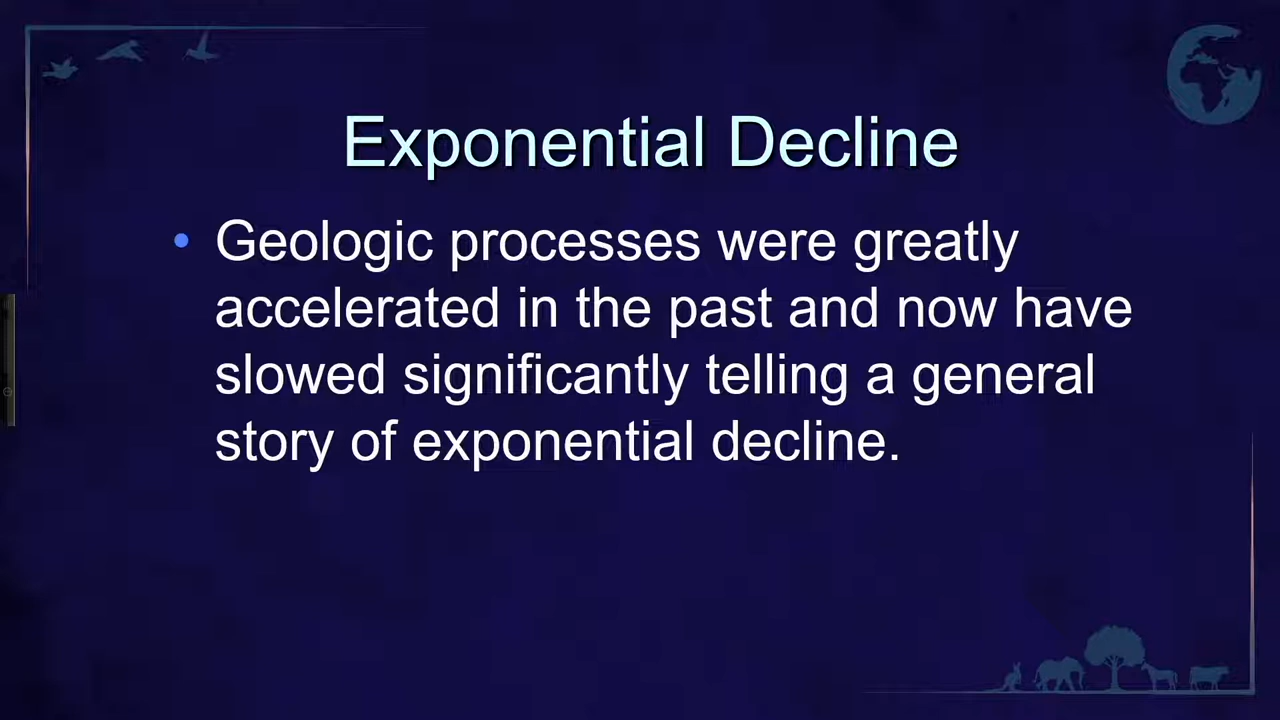 Exponential Decline
• Geologic processes were greatly
accelerated in the past and now have
slowed significantly telling a general
story of exponential decline.